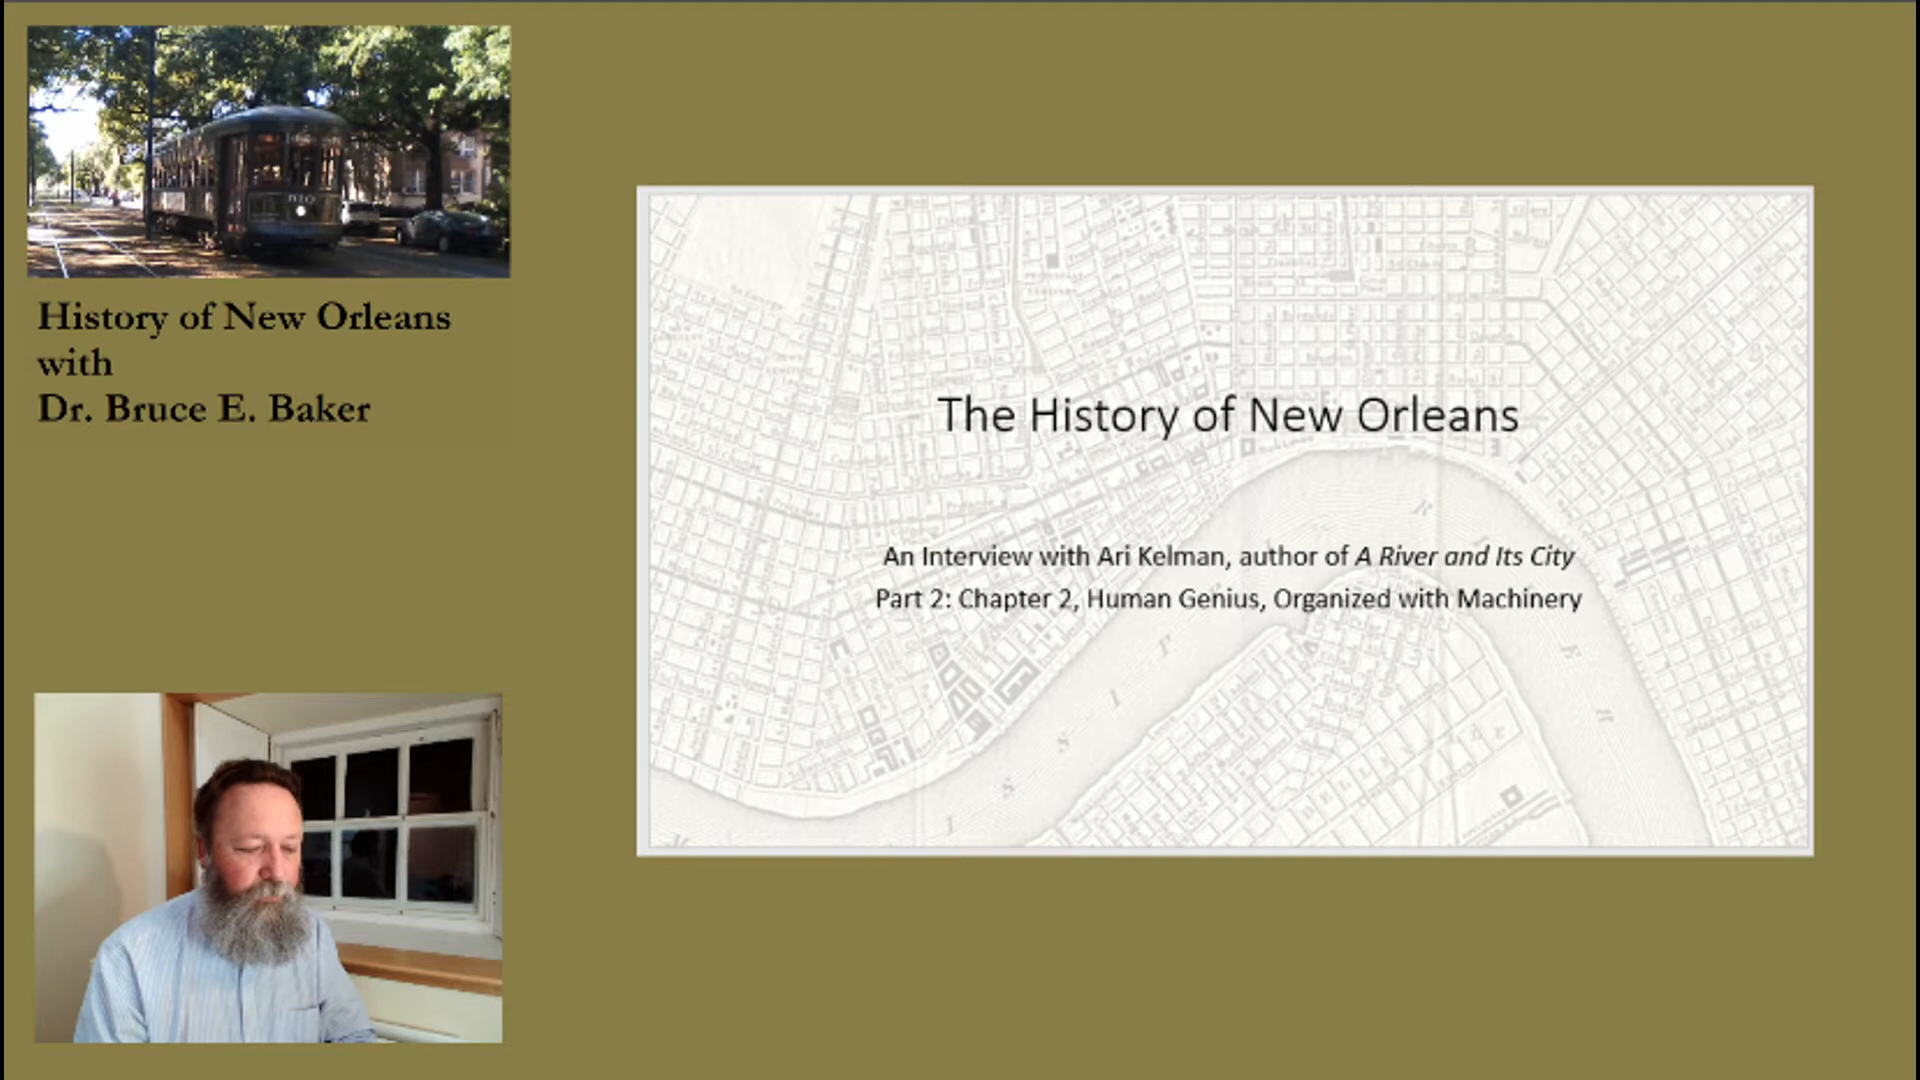 History of New Orleans
with
Dr. Bruce E. Baker
The History of New Orleans
An Interview with Ari Kelman, author of A River and Its City
Part 2: Chapter 2, Human Genius, Organized with Machinery